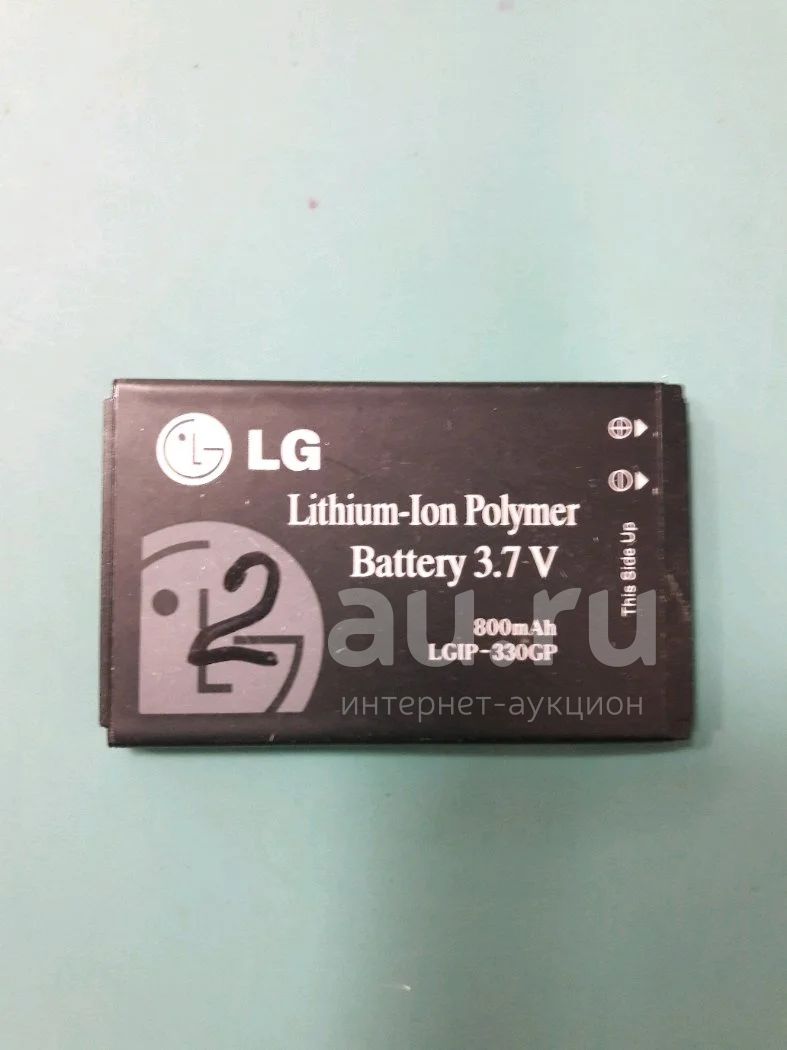 LG
Lithium-Ion Polymer
Battery 3.7 V
800mAh
LGIP-330GP
This Side Up
2
au.ru
интернет-аукцион